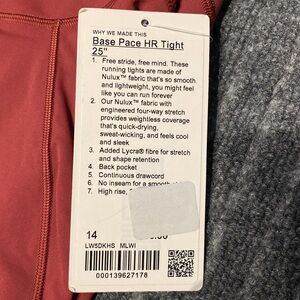 WHY WE MADE THIS
Base Pace HR Tight
25"
1. Free stride, free mind. These
running tights are made of
Nulux™ fabric that's so smooth
and lightweight, you might feel
like you can run forever
2. Our Nulux™ fabric with
engineered four-way stretch
provides weightless coverage
that's quick-drying,
sweat-wicking, and feels cool
and sleek
3. Added Lycra® fibre for stretch
and shape retention
4. Back pocket
5. Continuous drawcord
6. No inseam for a smooth
7. High rise,
14
LW5DKHS MLWI
000139627178